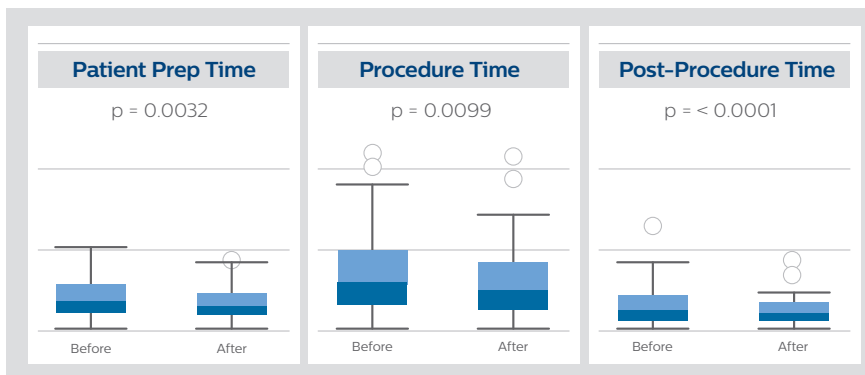 Patient Prep Time
p = 0.0032
Before After
Procedure Time
p = 0.0099
Before After
Post-Procedure Time
p = < 0.0001
Before After